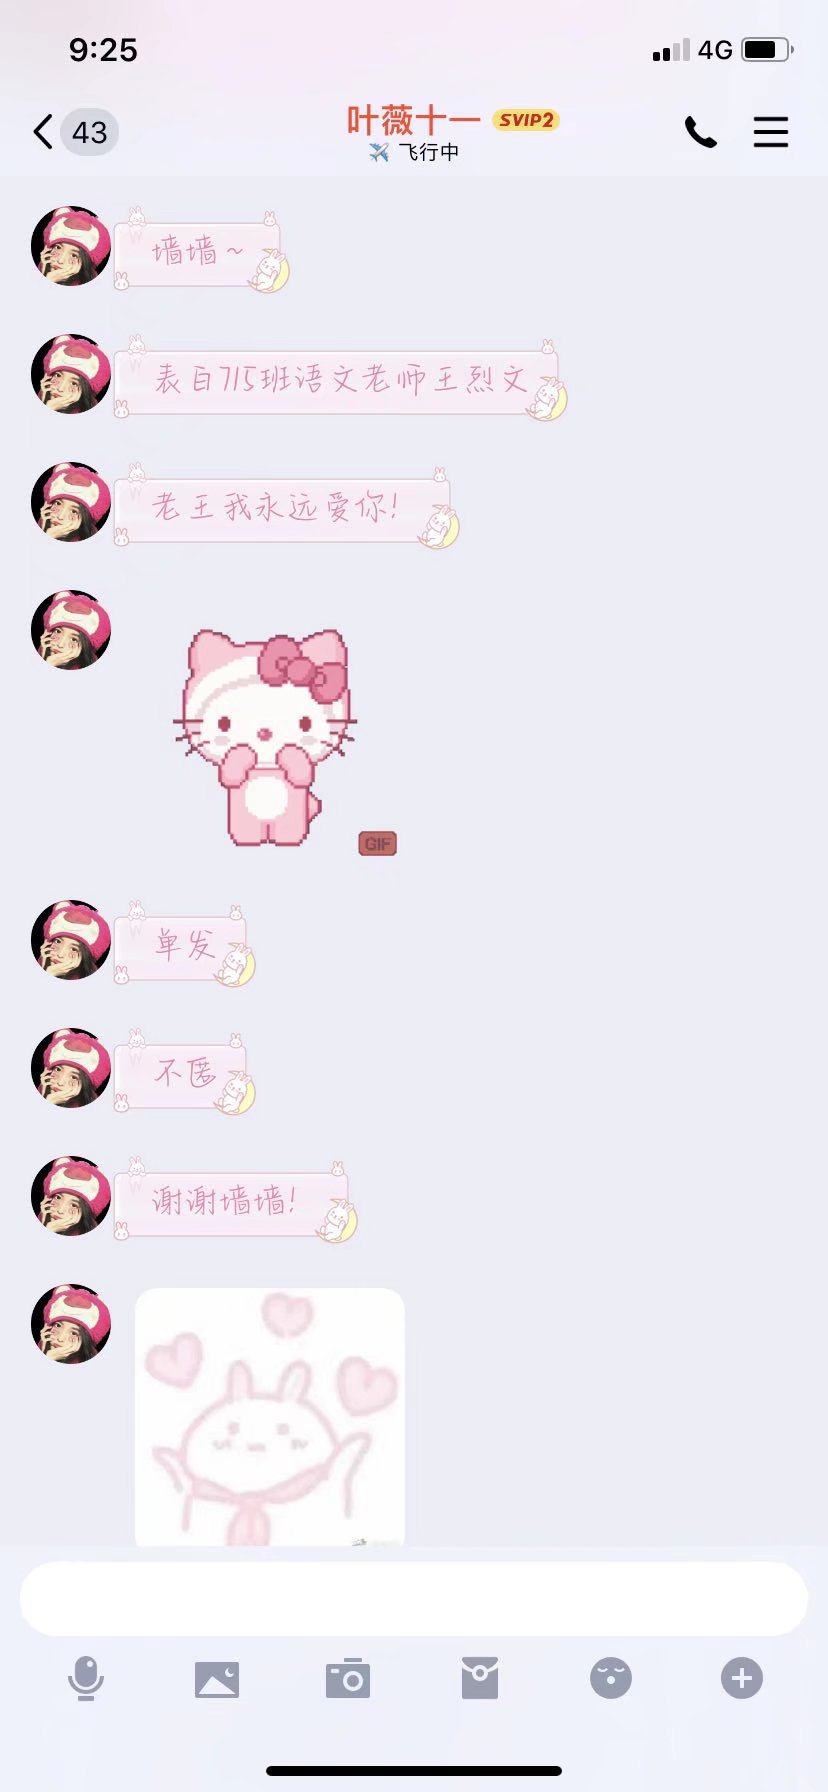 9:25
4G
43
叶薇十一 SVIP2
✈️ 飞行中
墙墙~
表白715班语文老师王烈文
老王我永远爱你!
GIF
单发
不匿
谢谢墙墙!